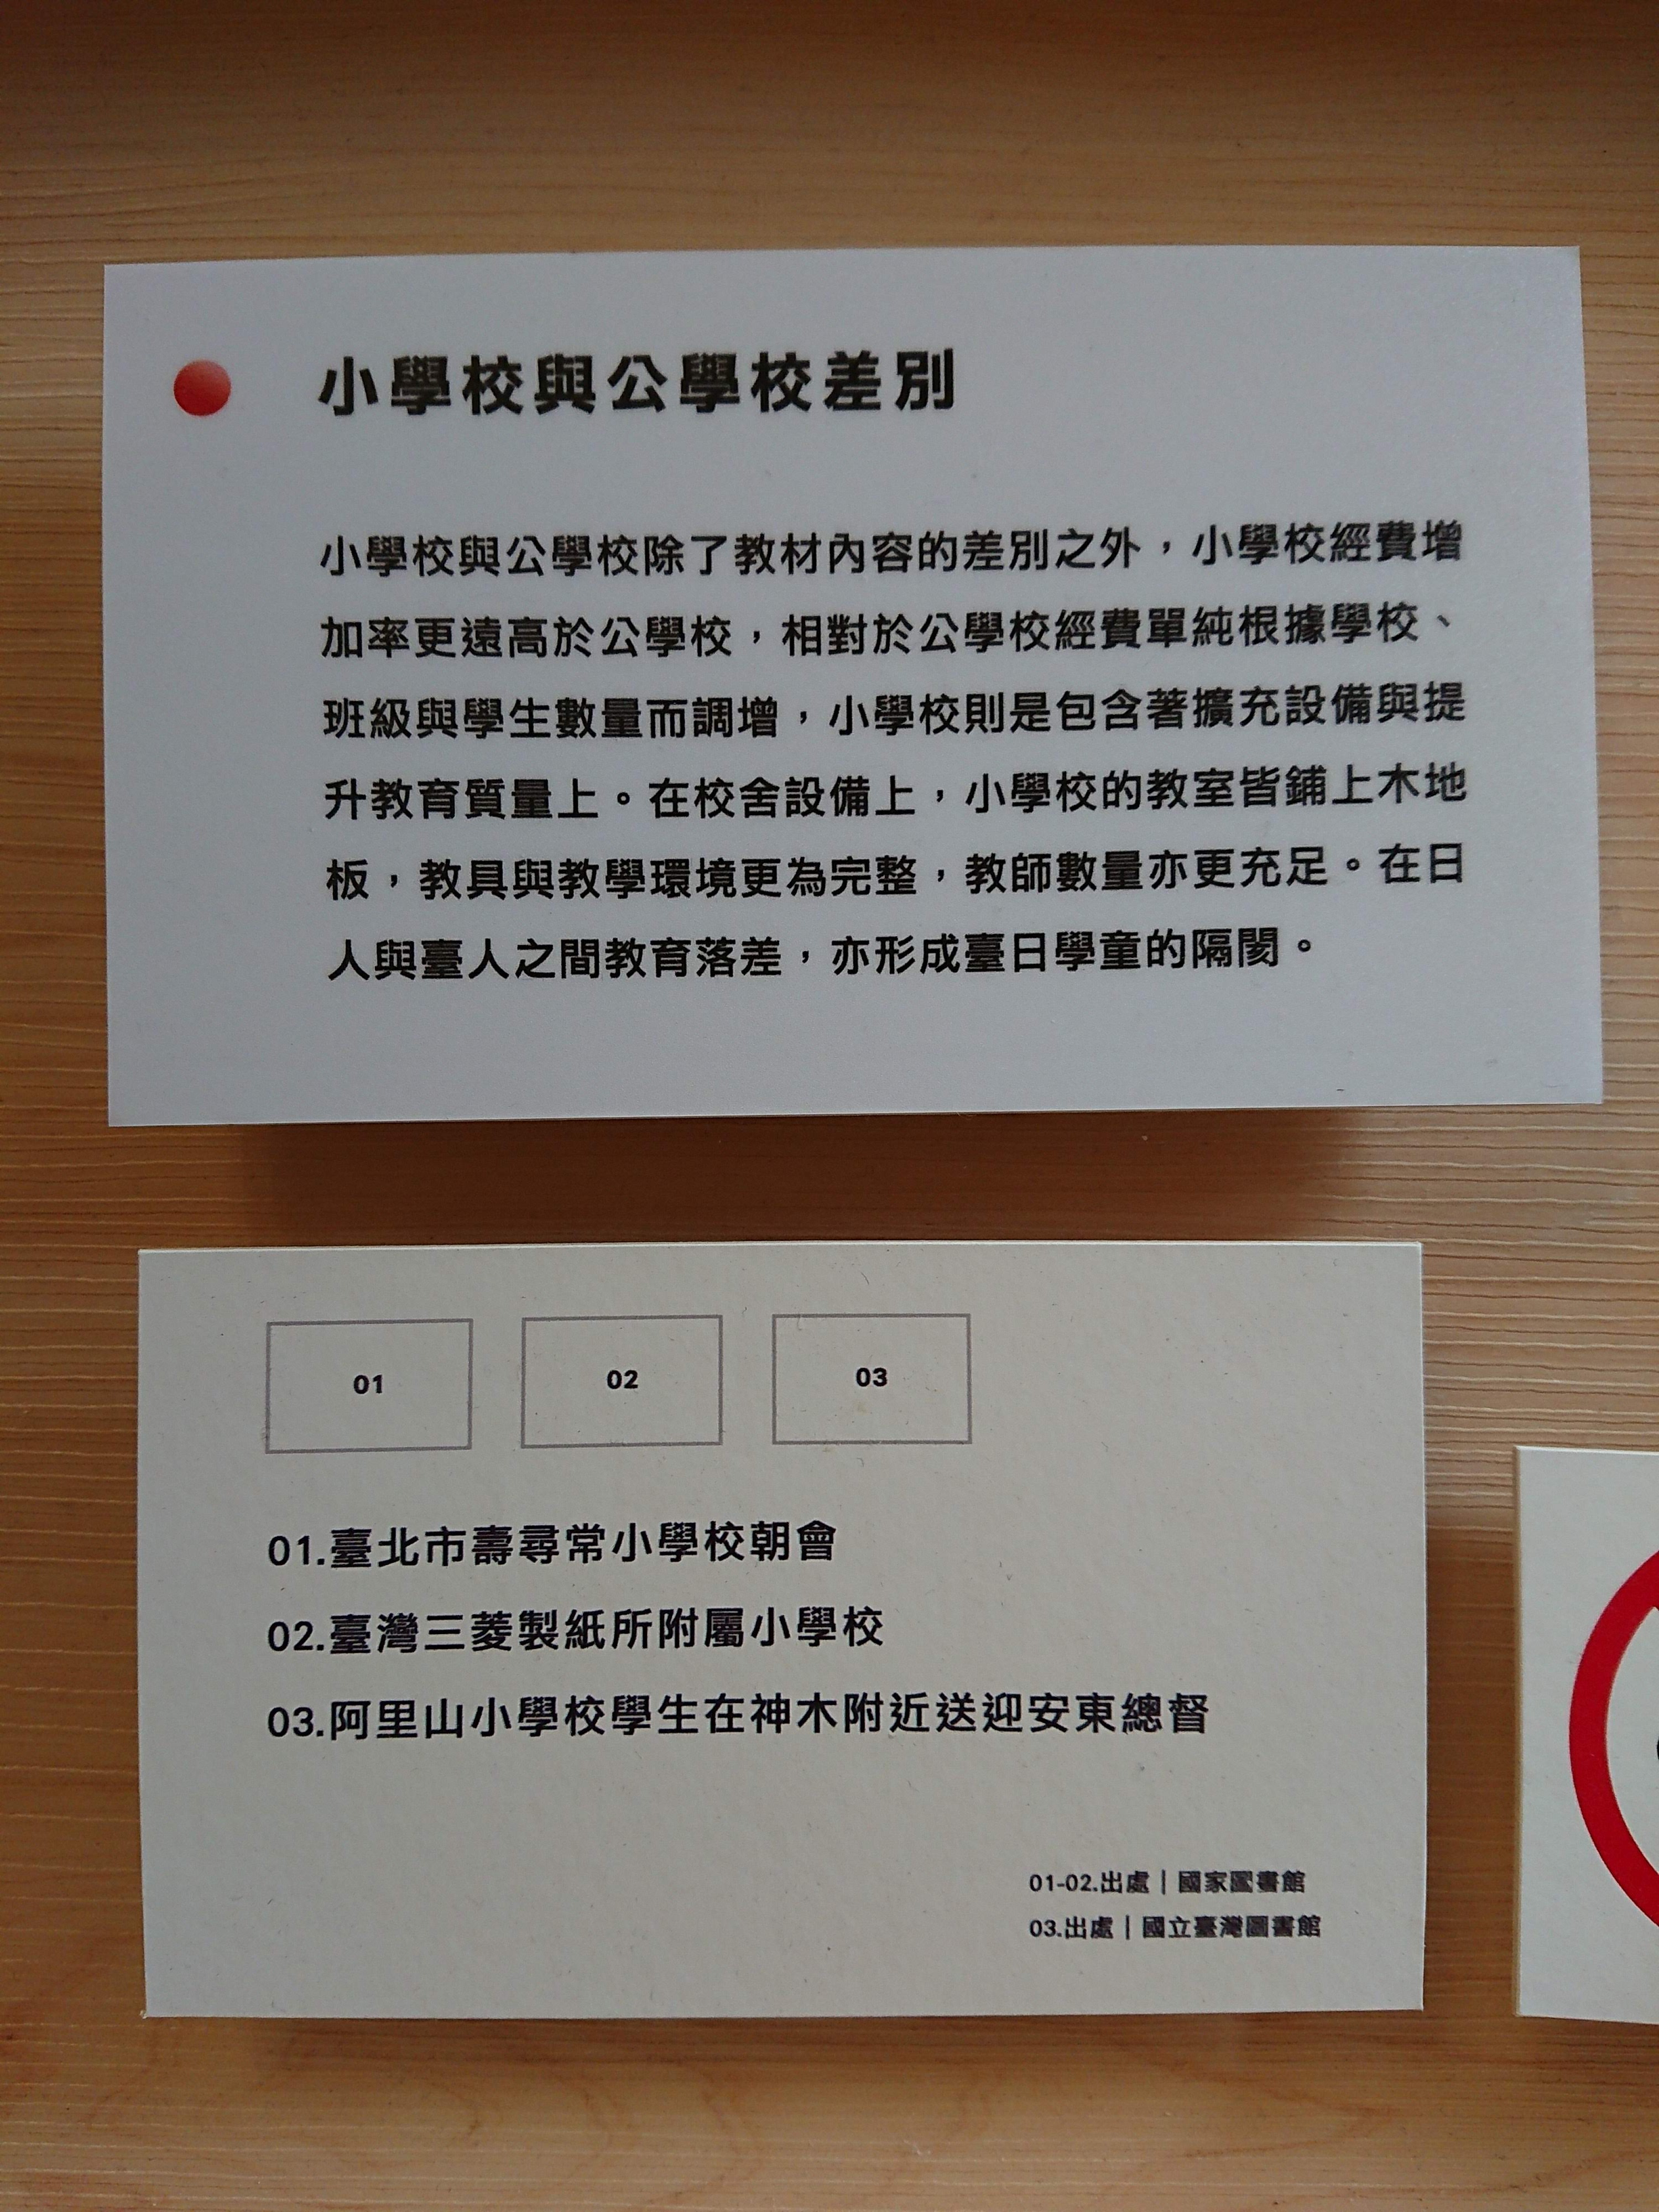 小學校與公學校差別
小學校與公學校除了教材內容的差別之外，小學校經費增
加率更遠高於公學校，相對於公學校經費單純根據學校、
班級與學生數量而調增，小學校則是包含著擴充設備與提
升教育質量上。在校舍設備上，小學校的教室皆鋪上木地
板，教具與教學環境更為完整，教師數量亦更充足。在日
人與臺人之間教育落差，亦形成臺日學童的隔閡。
01
02
03
01.臺北市壽尋常小學校朝會
02.臺灣三菱製紙所附屬小學校
03.阿里山小學校學生在神木附近送迎安東總督
01-02.出處｜國家圖書館
03.出處｜國立臺灣圖書館